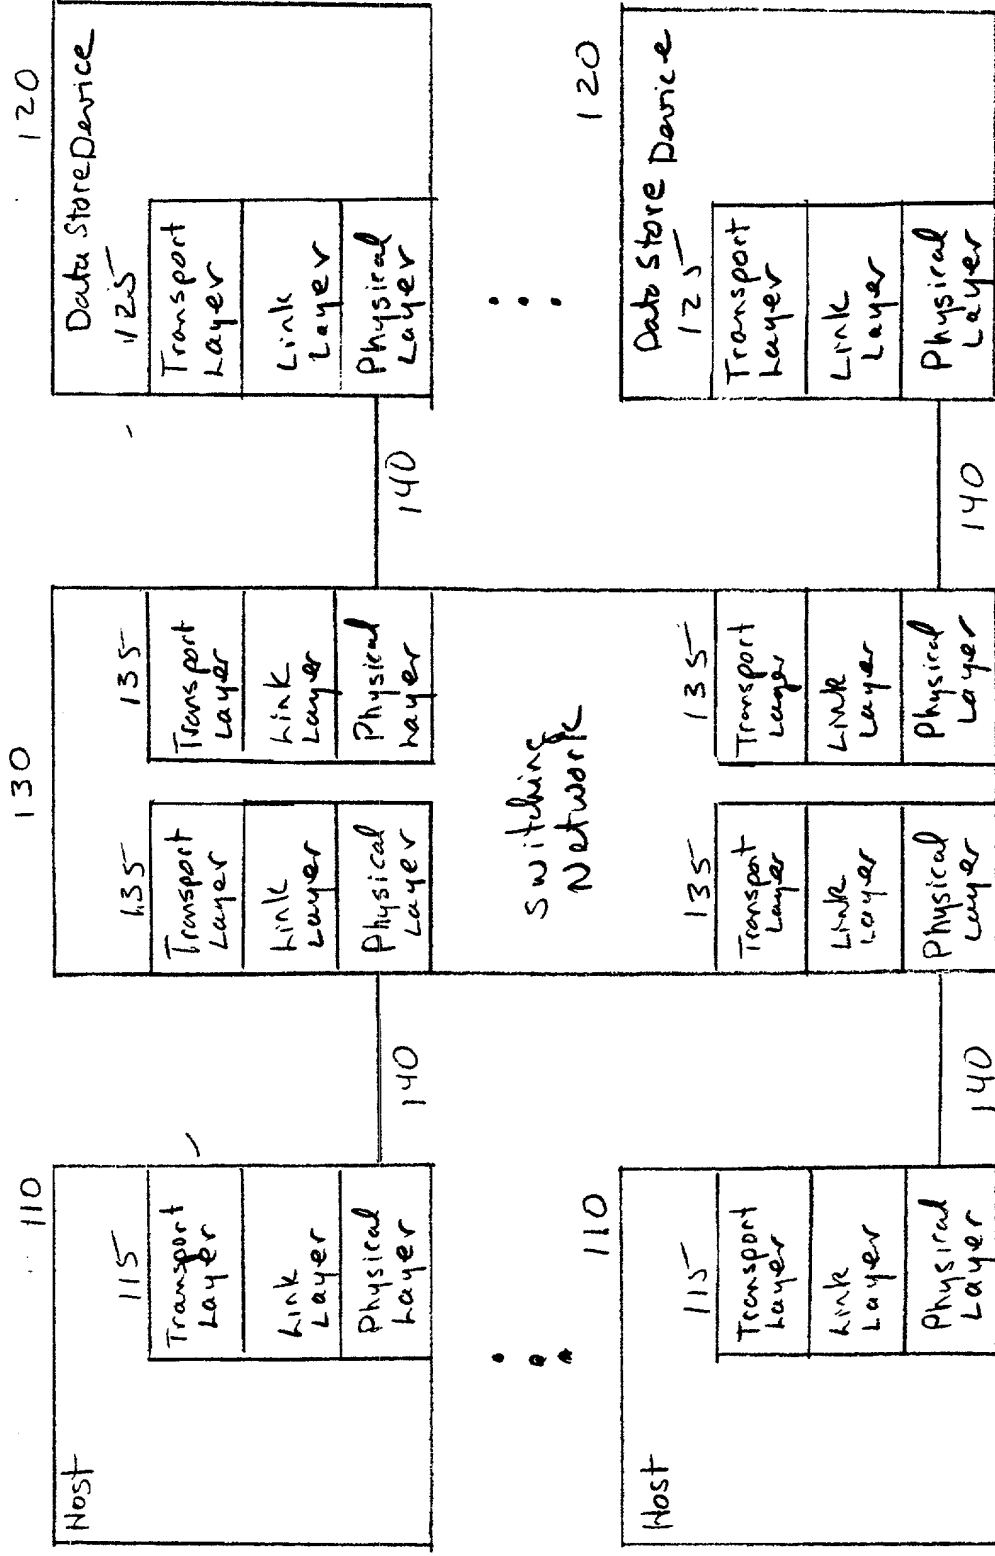 110
Host
115
Transport
Layer
Link
Layer
Physical
Layer
140
130
135
Transport
Layer
Link
Layer
Physical
Layer
135
Transport
Layer
Link
Layer
Physical
Layer
140
120
Data Store Device
125
Transport
Layer
Link
Layer
Physical
Layer
Switching
Network
110
Host
115
Transport
Layer
Link
Layer
Physical
Layer
140
135
Transport
Layer
Link
Layer
Physical
Layer
135
Transport
Layer
Link
Layer
Physical
Layer
140
120
Data Store Device
125
Transport
Layer
Link
Layer
Physical
Layer